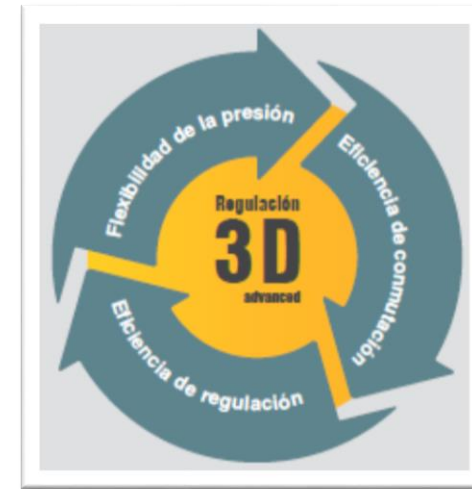 Flexibilidad de la presión
Eficiencia de conmutación
Regulación
3D
advanced
Eficiencia de regulación